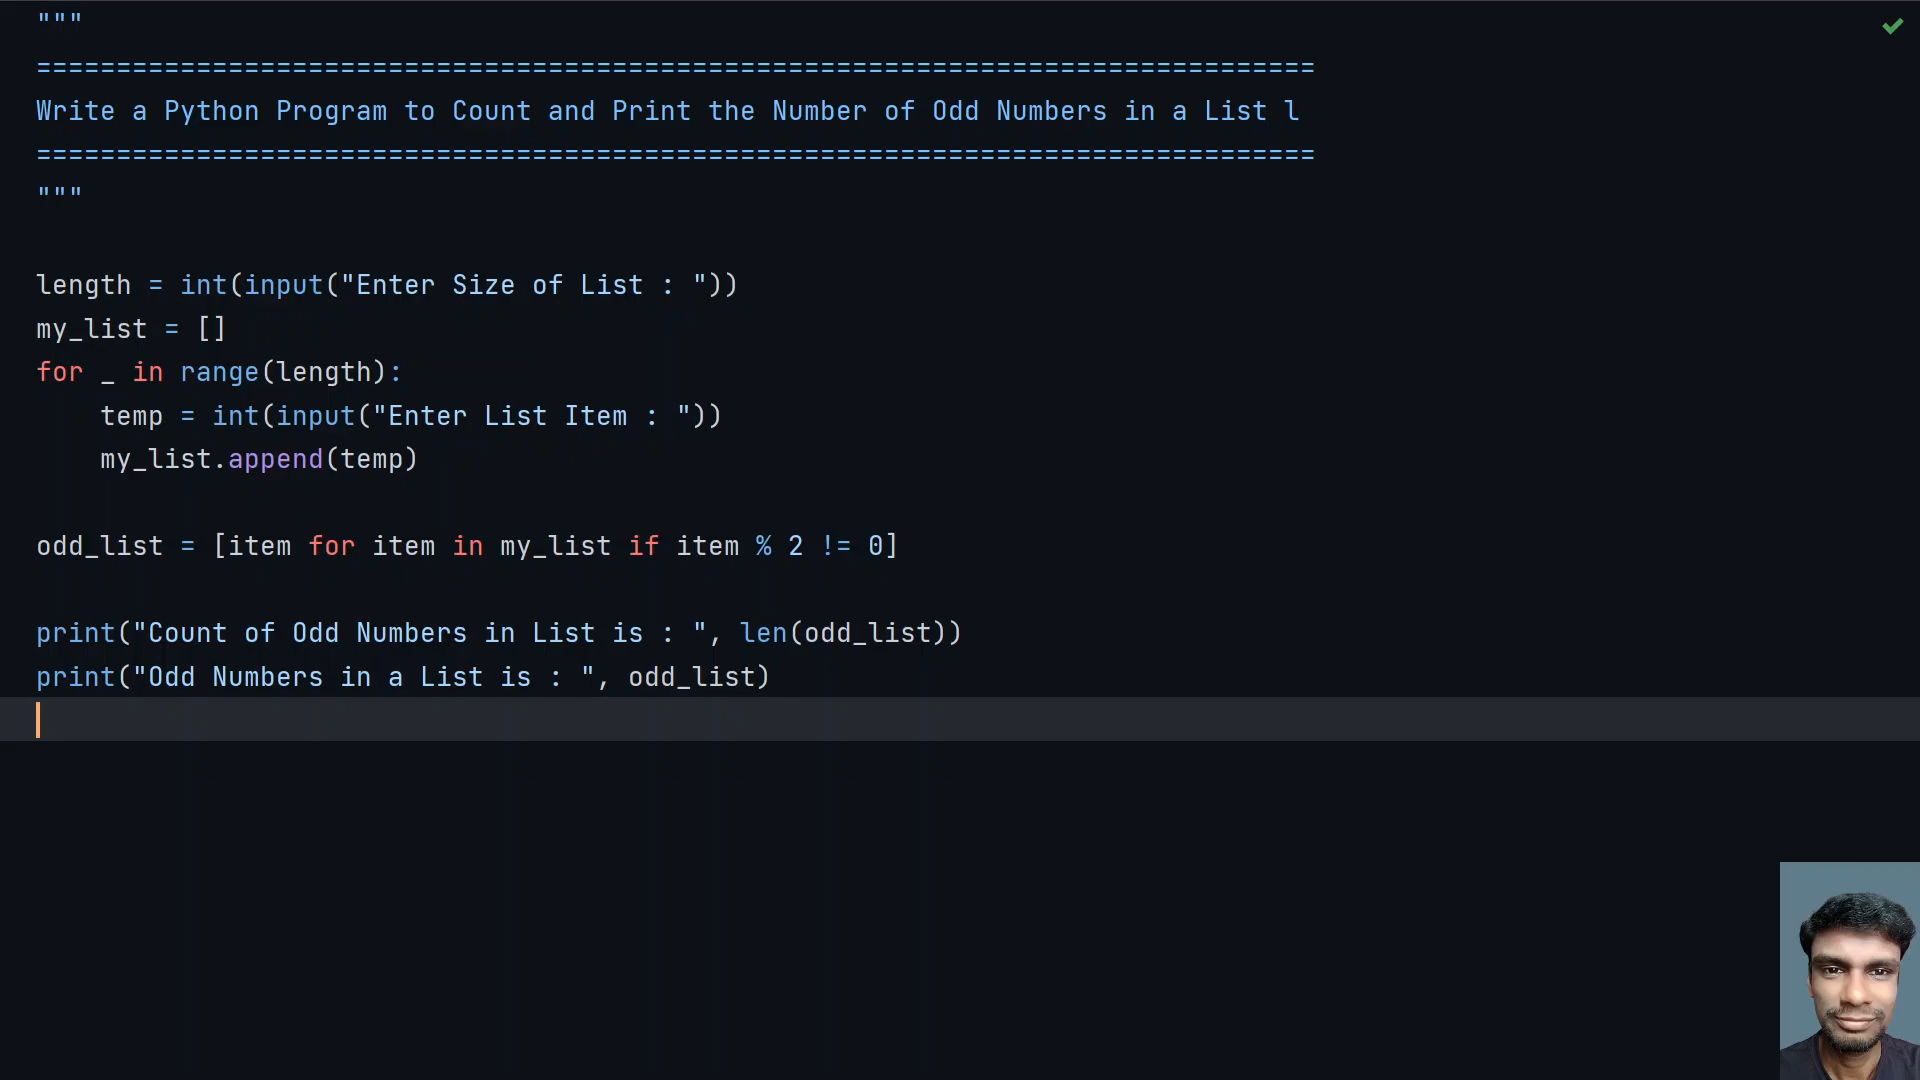 """
================================================================================
Write a Python Program to Count and Print the Number of Odd Numbers in a List l
================================================================================
"""
length = int(input("Enter Size of List : "))
my_list = []
for _ in range(length):
    temp = int(input("Enter List Item : "))
    my_list.append(temp)
odd_list = [item for item in my_list if item % 2 != 0]
print("Count of Odd Numbers in List is : ", len(odd_list))
print("Odd Numbers in a List is : ", odd_list)